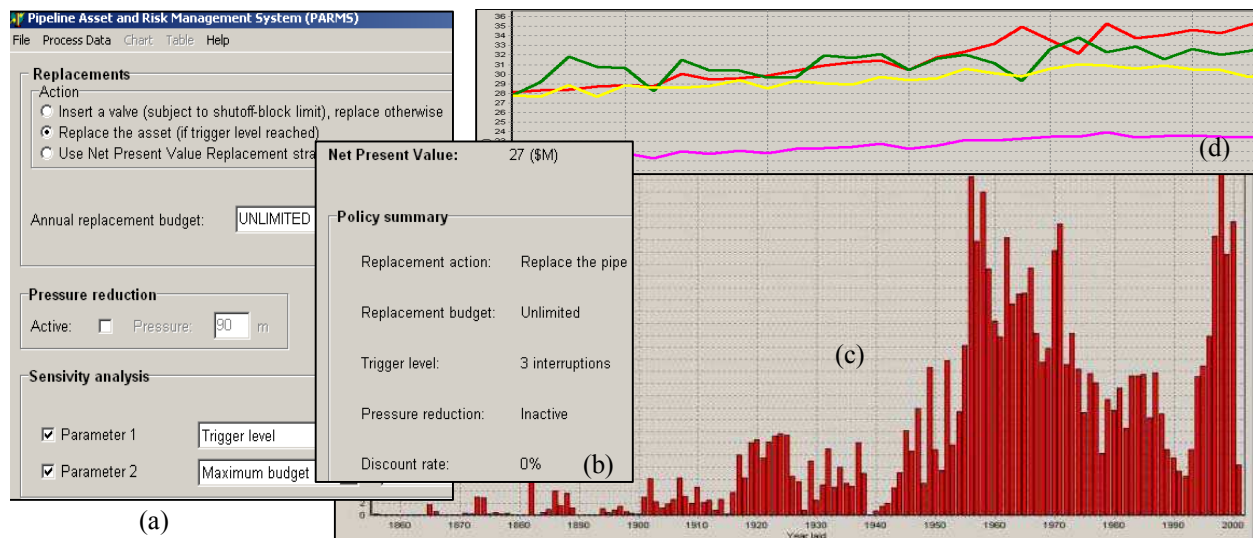 Pipeline Asset and Risk Management System (PARMS)
File Process Data Chart Table Help
Replacements
Action
Insert a valve (subject to shutoff-block limit), replace otherwise
Replace the asset (if trigger level reached)
Use Net Present Value Replacement stra
Annual replacement budget: UNLIMITED
Pressure reduction
Active: Pressure: 90 m
Sensivity analysis
Parameter 1 Trigger level
Parameter 2 Maximum budget
(a)
Net Present Value: 27 ($M)
Policy summary
Replacement action: Replace the pipe
Replacement budget: Unlimited
Trigger level: 3 interruptions
Pressure reduction: Inactive
Discount rate: 0%
(b)
36
35
34
33
32
31
30
29
28
27
26
25
24
23
(d)
(c)
2
0
1860 1870 1880 1890 1900 1910 1920 1930 1940 1950 1960 1970 1980 1990 2000
Year laid